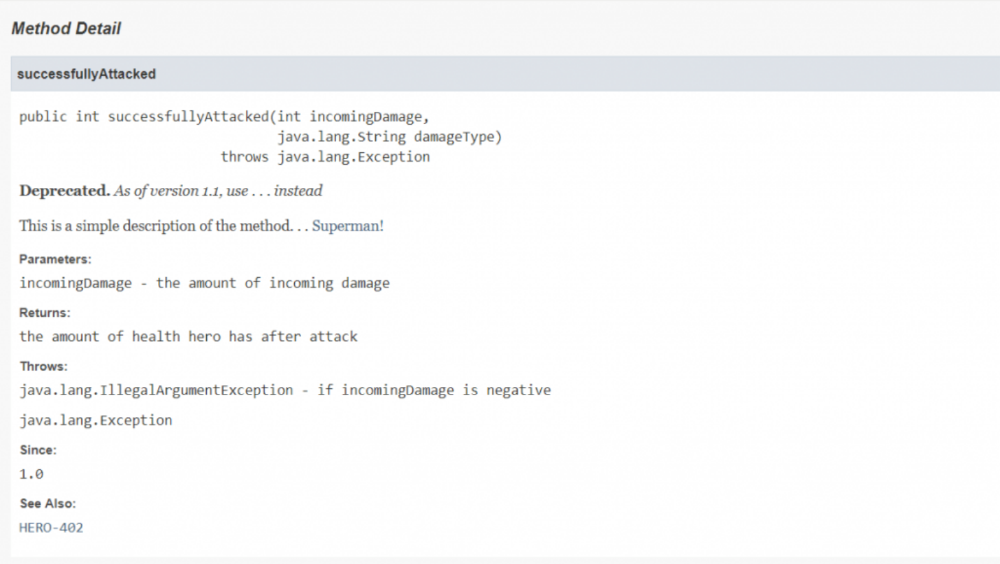 Method Detail
successfullyAttacked
public int successfullyAttacked(int incomingDamage,
java.lang.String damageType)
throws java.lang.Exception
Deprecated. As of version 1.1, use . . . instead
This is a simple description of the method. . . Superman!
Parameters:
incomingDamage - the amount of incoming damage
Returns:
the amount of health hero has after attack
Throws:
java.lang.IllegalArgumentException - if incomingDamage is negative
java.lang.Exception
Since:
1.0
See Also:
HERO-402